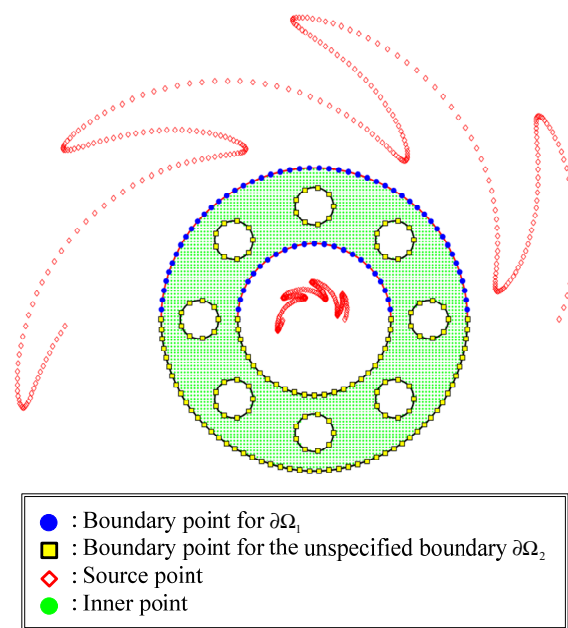 : Boundary point for ∂Ω₁
: Boundary point for the unspecified boundary ∂Ω₂
: Source point
: Inner point